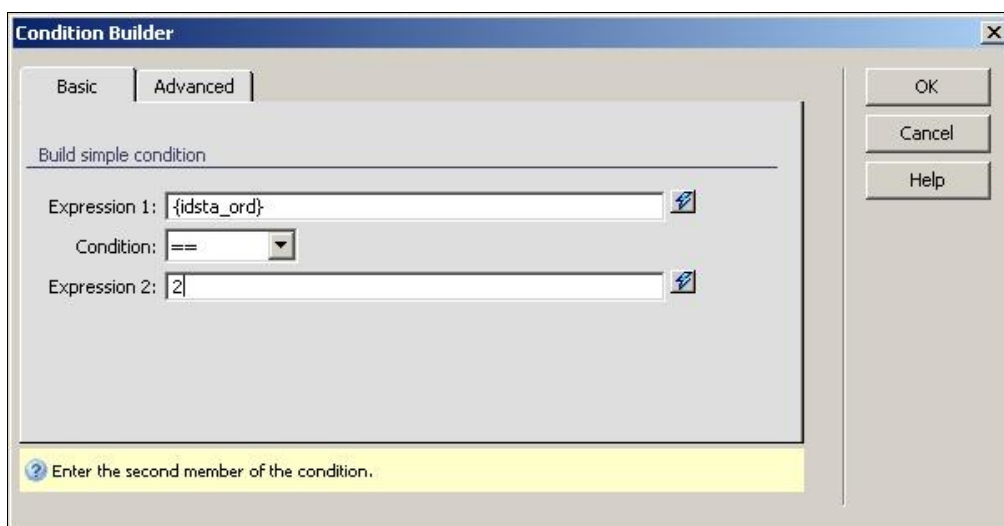 Condition Builder
Basic Advanced OK
Cancel
Build simple condition
Help
Expression 1: {idsta_ord}
Condition: ==
Expression 2: 2
Enter the second member of the condition.